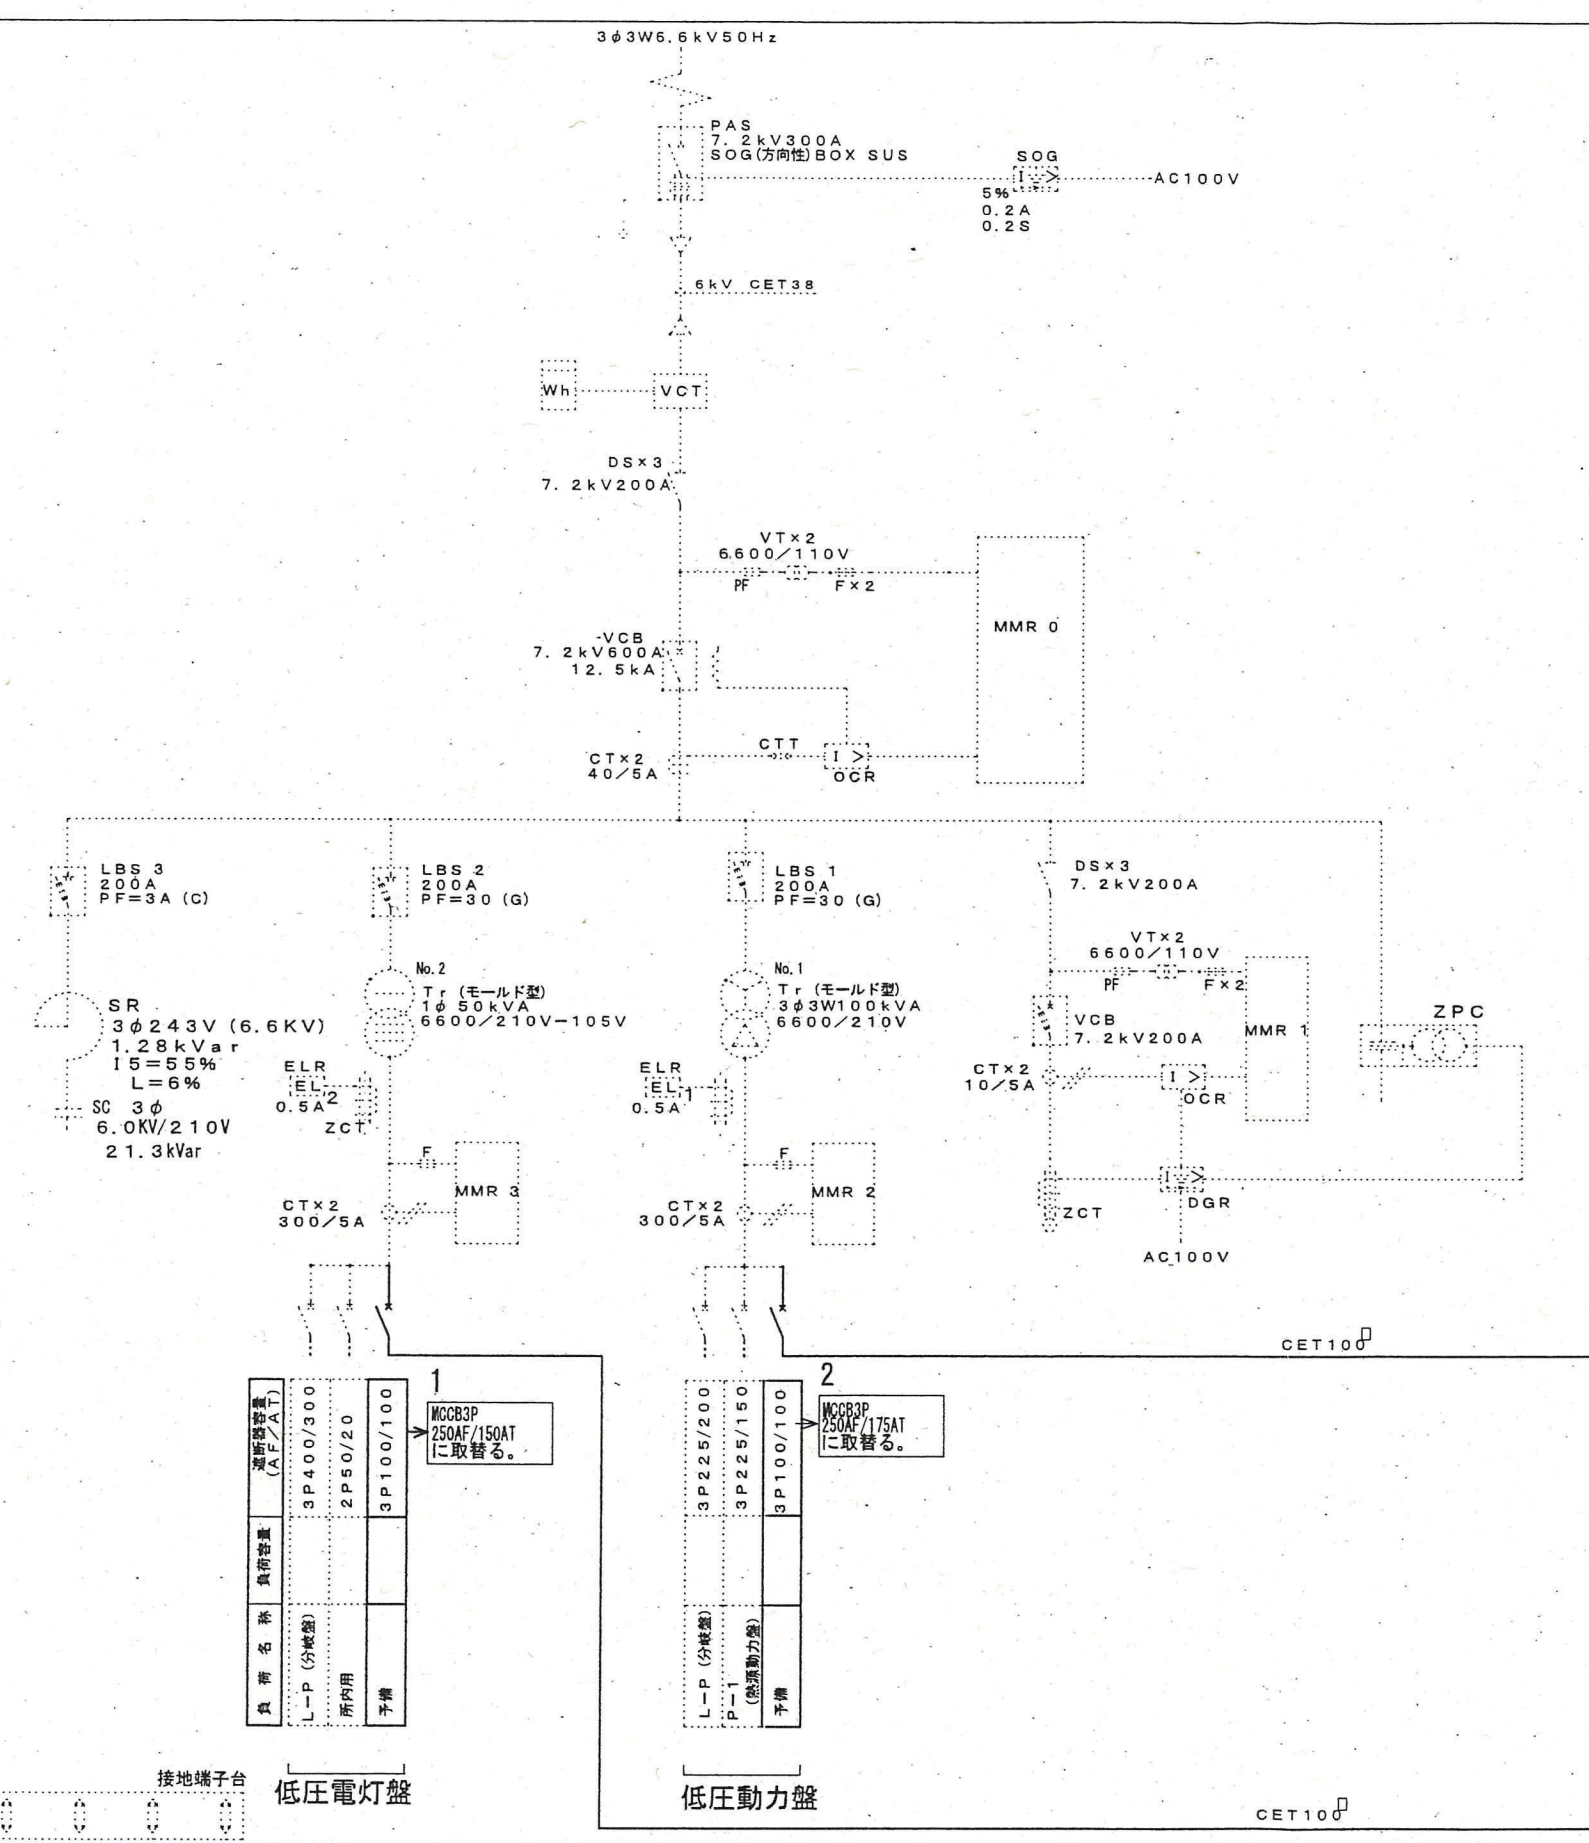 3φ3W6.6kV50Hz
PAS
7.2kV300A
SOG(方向性)BOX SUS
SOG
I >
AC100V
5%
0.2A
0.2S
6kV CET38
Wh
VCT
DS×3
7.2kV200A
VT×2
6600/110V
PF
F×2
MMR 0
VCB
7.2kV600A
12.5kA
CTT
CT×2
40/5A
I >
OCR
LBS 3
200A
PF=3A (C)
LBS 2
200A
PF=30 (G)
LBS 1
200A
PF=30 (G)
DS×3
7.2kV200A
VT×2
6600/110V
PF
F×2
No.2
Tr (モールド型)
1φ 50kVA
6600/210V-105V
No.1
Tr (モールド型)
3φ3W100kVA
6600/210V
SR
3φ243V (6.6KV)
1.28kVar
I5=55%
L=6%
SC 3φ
6.0KV/210V
21.3kVar
VCB
7.2kV200A
MMR 1
ZPC
CT×2
10/5A
I >
OCR
ELR
EL
2
0.5A
ZCT
ELR
EL
1
0.5A
F
MMR 3
CT×2
300/5A
F
MMR 2
CT×2
300/5A
I >
DGR
ZCT
AC100V
CET100□
1
MCCB3P
250AF/150AT
に取替る。
2
MCCB3P
250AF/175AT
に取替る。
遮断器容量
(AF/AT)
3P400/300
2P50/20
3P100/100
負荷容量
負荷名称
L-P (分岐盤)
所内用
予備
3P225/200
3P225/150
3P100/100
L-P (分岐盤)
P-1
(熱源動力盤)
予備
接地端子台
低圧電灯盤
低圧動力盤
CET100□